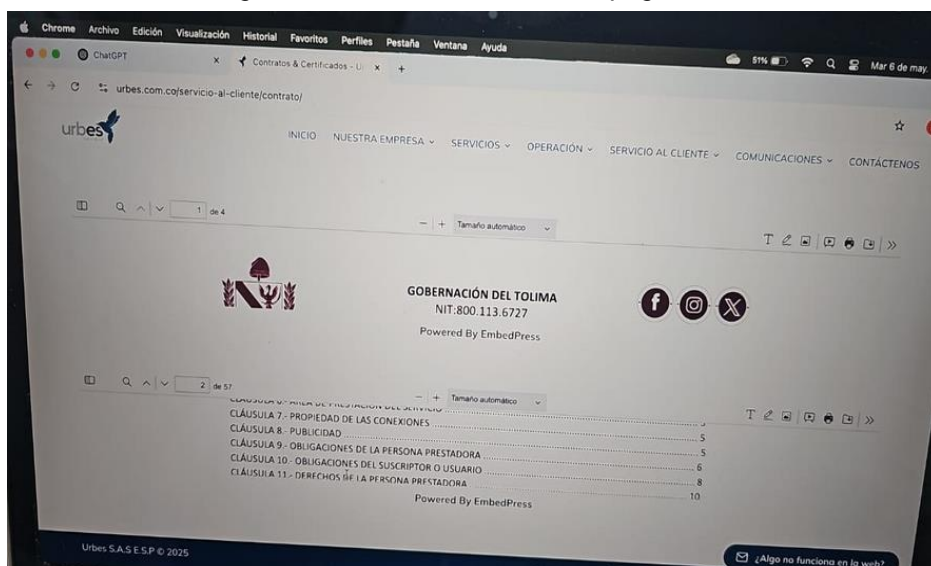 Chrome Archivo Edición Visualización Historial Favoritos Perfiles Pestaña Ventana Ayuda
51% Mar 6 de may.
ChatGPT
Contratos & Certificados - U
urbes.com.co/servicio-al-cliente/contrato/
urbes
INICIO NUESTRA EMPRESA SERVICIOS OPERACIÓN SERVICIO AL CLIENTE COMUNICACIONES CONTÁCTENOS
1 de 4
Tamaño automático
GOBERNACIÓN DEL TOLIMA
NIT:800.113.6727
Powered By EmbedPress
2 de 57
Tamaño automático
CLÁUSULA 7.- PROPIEDAD DE LAS CONEXIONES
CLÁUSULA 8.- PUBLICIDAD 5
CLÁUSULA 9.- OBLIGACIONES DE LA PERSONA PRESTADORA 5
CLÁUSULA 10.- OBLIGACIONES DEL SUSCRIPTOR O USUARIO 6
CLÁUSULA 11.- DERECHOS DE LA PERSONA PRESTADORA 8
10
Powered By EmbedPress
Urbes S.A.S E.S.P © 2025
¿Algo no funciona en la web?